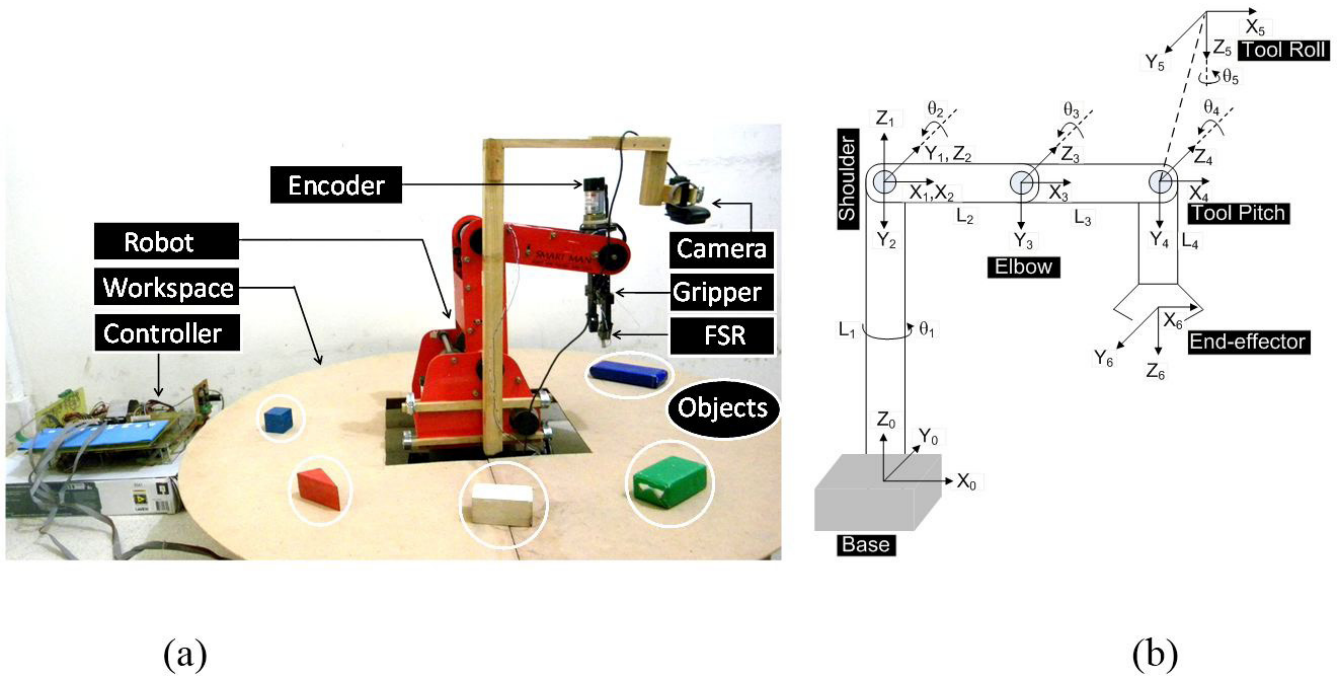 Encoder
Robot
Workspace
Controller
Camera
Gripper
FSR
Objects
SMART MAN
(a)
X₅
Y₅
Z₅
Tool Roll
θ₅
θ₂
θ₃
θ₄
Z₁
Shoulder
Y₁, Z₂
Z₃
Z₄
X₁,X₂
X₃
X₄
L₂
L₃
Tool Pitch
Y₂
Y₃
Y₄
L₄
Elbow
L₁
θ₁
X₆
Y₆
Z₆
End-effector
Z₀
Y₀
X₀
Base
(b)